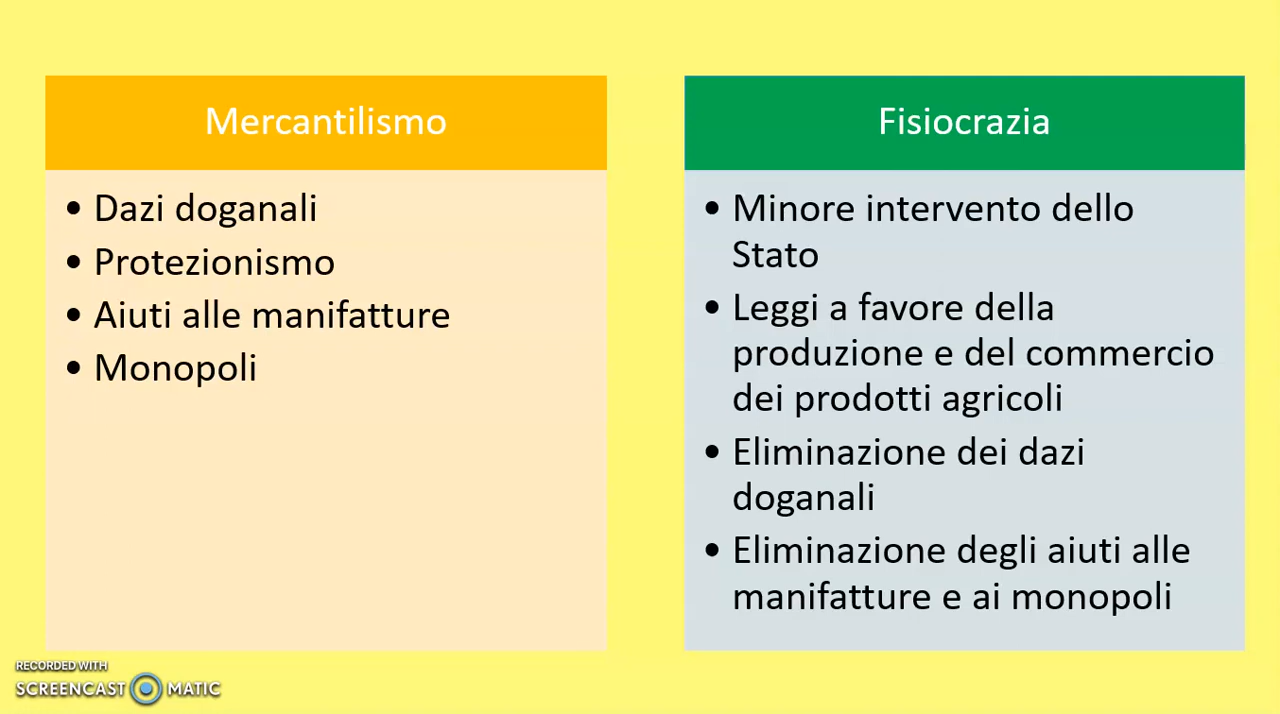 Mercantilismo
• Dazi doganali
• Protezionismo
• Aiuti alle manifatture
• Monopoli
Fisiocrazia
• Minore intervento dello
Stato
• Leggi a favore della
produzione e del commercio
dei prodotti agricoli
• Eliminazione dei dazi
doganali
• Eliminazione degli aiuti alle
manifatture e ai monopoli
RECORDED WITH
SCREENCAST MATIC